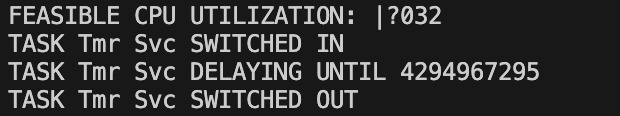 FEASIBLE CPU UTILIZATION: |?032
TASK Tmr Svc SWITCHED IN
TASK Tmr Svc DELAYING UNTIL 4294967295
TASK Tmr Svc SWITCHED OUT